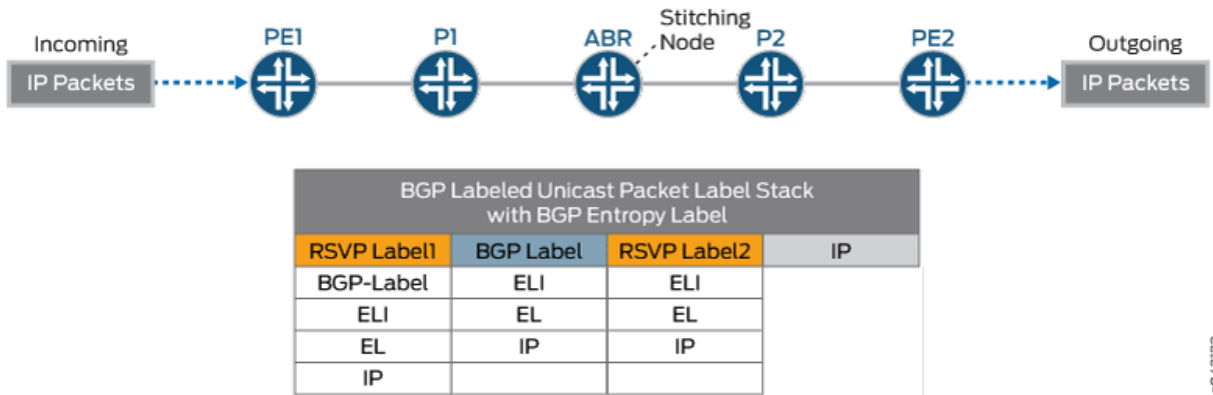 Stitching
Node
Incoming
PE1
P1
ABR
P2
PE2
Outgoing
IP Packets
IP Packets
BGP Labeled Unicast Packet Label Stack
with BGP Entropy Label
RSVP Label1 BGP Label RSVP Label2 IP
BGP-Label ELI ELI
ELI EL EL
EL IP IP
IP